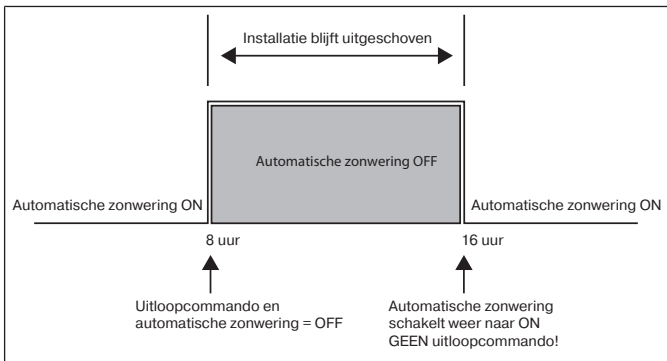 Installatie blijft uitgeschoven
Automatische zonwering OFF
Automatische zonwering ON
Automatische zonwering ON
8 uur
16 uur
Uitloopcommando en
automatische zonwering = OFF
Automatische zonwering
schakelt weer naar ON
GEEN uitloopcommando!